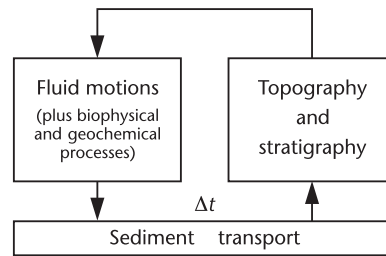 Fluid motions
(plus biophysical
and geochemical
processes)
Topography
and
stratigraphy
Δt
Sediment transport